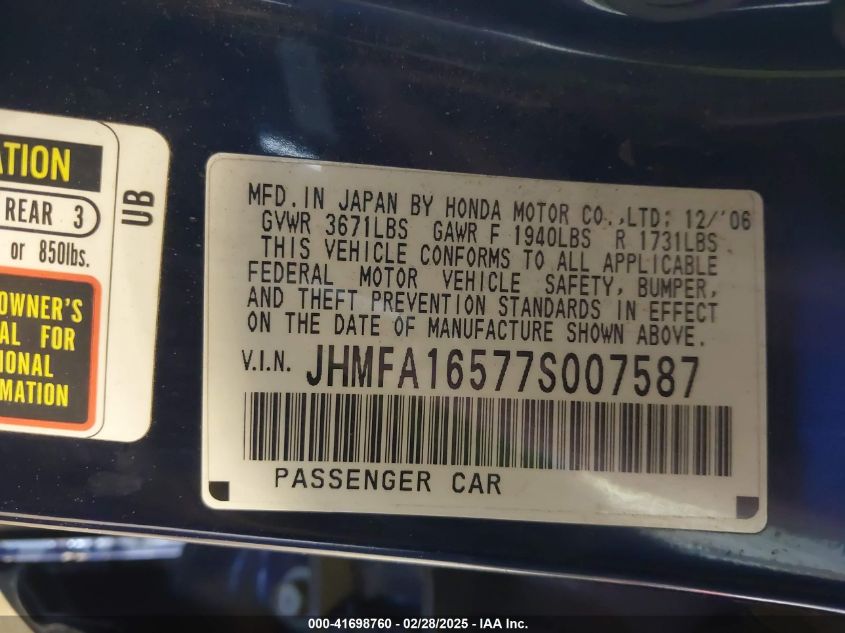 ATION
REAR 3
or 850lbs.
OWNER'S
AL FOR
IONAL
MATION
UB
MFD. IN JAPAN BY HONDA MOTOR CO.,LTD: 12/'06
GVWR 3671LBS GAWR F 1940LBS R 1731LBS
THIS VEHICLE CONFORMS TO ALL APPLICABLE
FEDERAL MOTOR VEHICLE SAFETY, BUMPER,
AND THEFT PREVENTION STANDARDS IN EFFECT
ON THE DATE OF MANUFACTURE SHOWN ABOVE.
V.I.N. JHMFA16577S007587
PASSENGER CAR
000-41698760 - 02/28/2025 - IAA Inc.